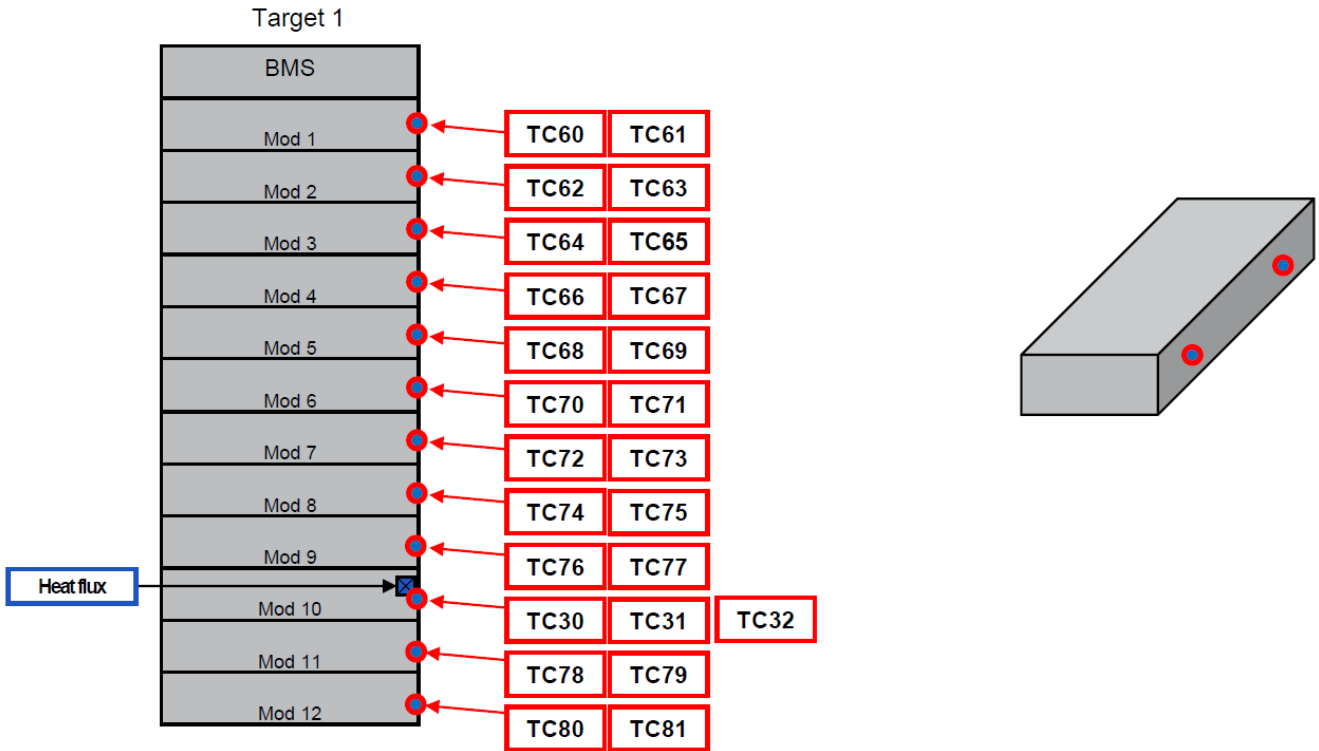 Target 1
BMS
Mod 1
TC60 TC61
Mod 2
TC62 TC63
Mod 3
TC64 TC65
Mod 4
TC66 TC67
Mod 5
TC68 TC69
Mod 6
TC70 TC71
Mod 7
TC72 TC73
Mod 8
TC74 TC75
Mod 9
TC76 TC77
Heat flux
Mod 10
TC30 TC31 TC32
Mod 11
TC78 TC79
Mod 12
TC80 TC81